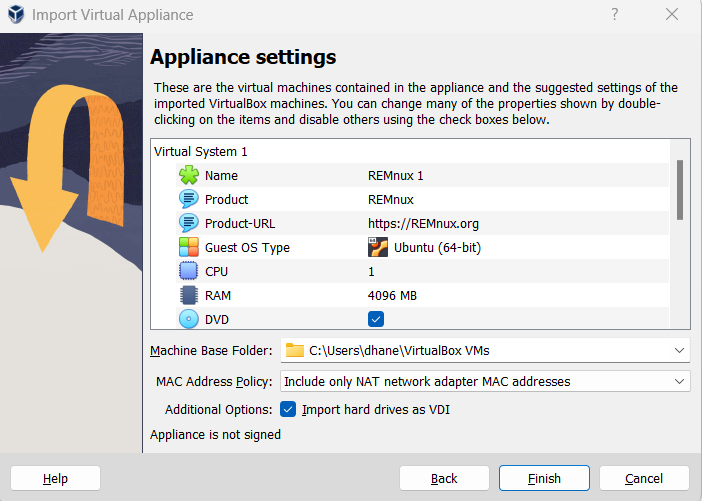 Import Virtual Appliance
?
Appliance settings
These are the virtual machines contained in the appliance and the suggested settings of the
imported VirtualBox machines. You can change many of the properties shown by double-
clicking on the items and disable others using the check boxes below.
Virtual System 1
Name REMnux 1
Product REMnux
Product-URL https://REMnux.org
Guest OS Type Ubuntu (64-bit)
CPU 1
RAM 4096 MB
DVD
Machine Base Folder: C:\Users\dhane\VirtualBox VMs
MAC Address Policy: Include only NAT network adapter MAC addresses
Additional Options: Import hard drives as VDI
Appliance is not signed
Help Back Finish Cancel